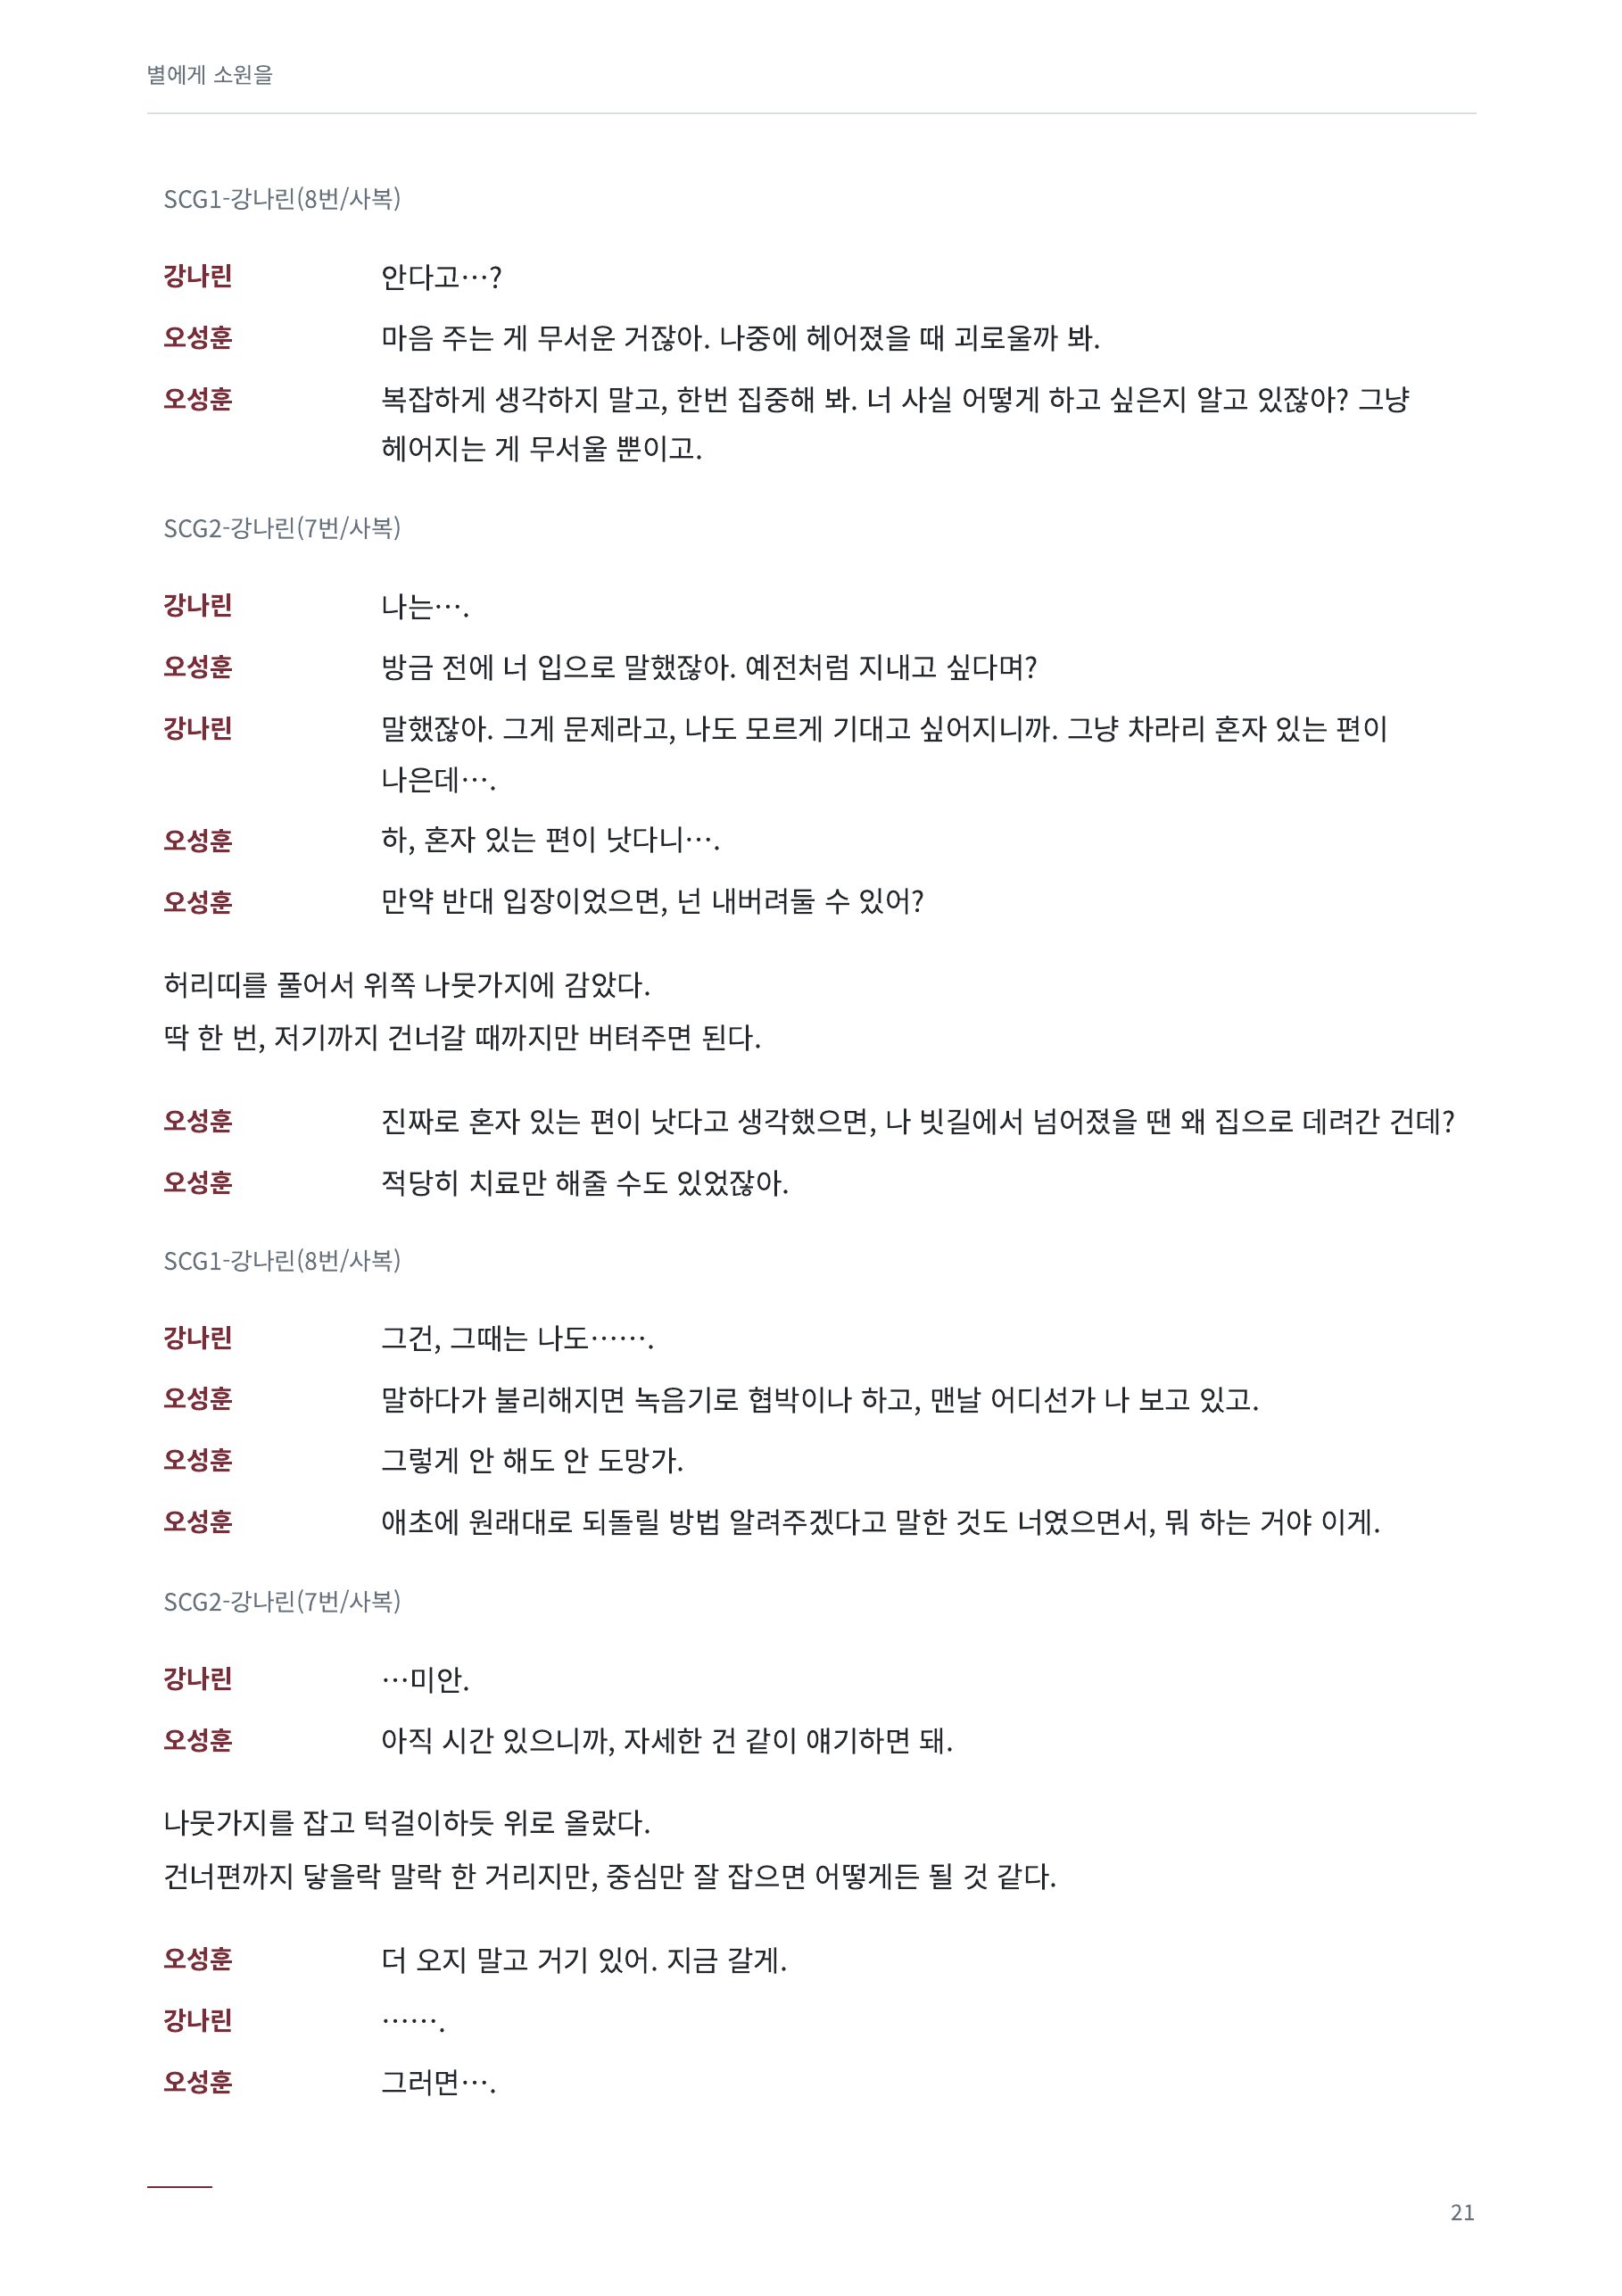 별에게 소원을
SCG1-강나린(8번/사복)
강나린 안다고…?
오성훈 마음 주는 게 무서운 거잖아. 나중에 헤어졌을 때 괴로울까 봐.
오성훈 복잡하게 생각하지 말고, 한번 집중해 봐. 너 사실 어떻게 하고 싶은지 알고 있잖아? 그냥
헤어지는 게 무서울 뿐이고.
SCG2-강나린(7번/사복)
강나린 나는….
오성훈 방금 전에 너 입으로 말했잖아. 예전처럼 지내고 싶다며?
강나린 말했잖아. 그게 문제라고, 나도 모르게 기대고 싶어지니까. 그냥 차라리 혼자 있는 편이
나은데….
오성훈 하, 혼자 있는 편이 낫다니….
오성훈 만약 반대 입장이었으면, 넌 내버려둘 수 있어?
허리띠를 풀어서 위쪽 나뭇가지에 감았다.
딱 한 번, 저기까지 건너갈 때까지만 버텨주면 된다.
오성훈 진짜로 혼자 있는 편이 낫다고 생각했으면, 나 빗길에서 넘어졌을 땐 왜 집으로 데려간 건데?
오성훈 적당히 치료만 해줄 수도 있었잖아.
SCG1-강나린(8번/사복)
강나린 그건, 그때는 나도…….
오성훈 말하다가 불리해지면 녹음기로 협박이나 하고, 맨날 어디선가 나 보고 있고.
오성훈 그렇게 안 해도 안 도망가.
오성훈 애초에 원래대로 되돌릴 방법 알려주겠다고 말한 것도 너였으면서, 뭐 하는 거야 이게.
SCG2-강나린(7번/사복)
강나린 …미안.
오성훈 아직 시간 있으니까, 자세한 건 같이 얘기하면 돼.
나뭇가지를 잡고 턱걸이하듯 위로 올랐다.
건너편까지 닿을락 말락 한 거리지만, 중심만 잘 잡으면 어떻게든 될 것 같다.
오성훈 더 오지 말고 거기 있어. 지금 갈게.
강나린 …….
오성훈 그러면….
21